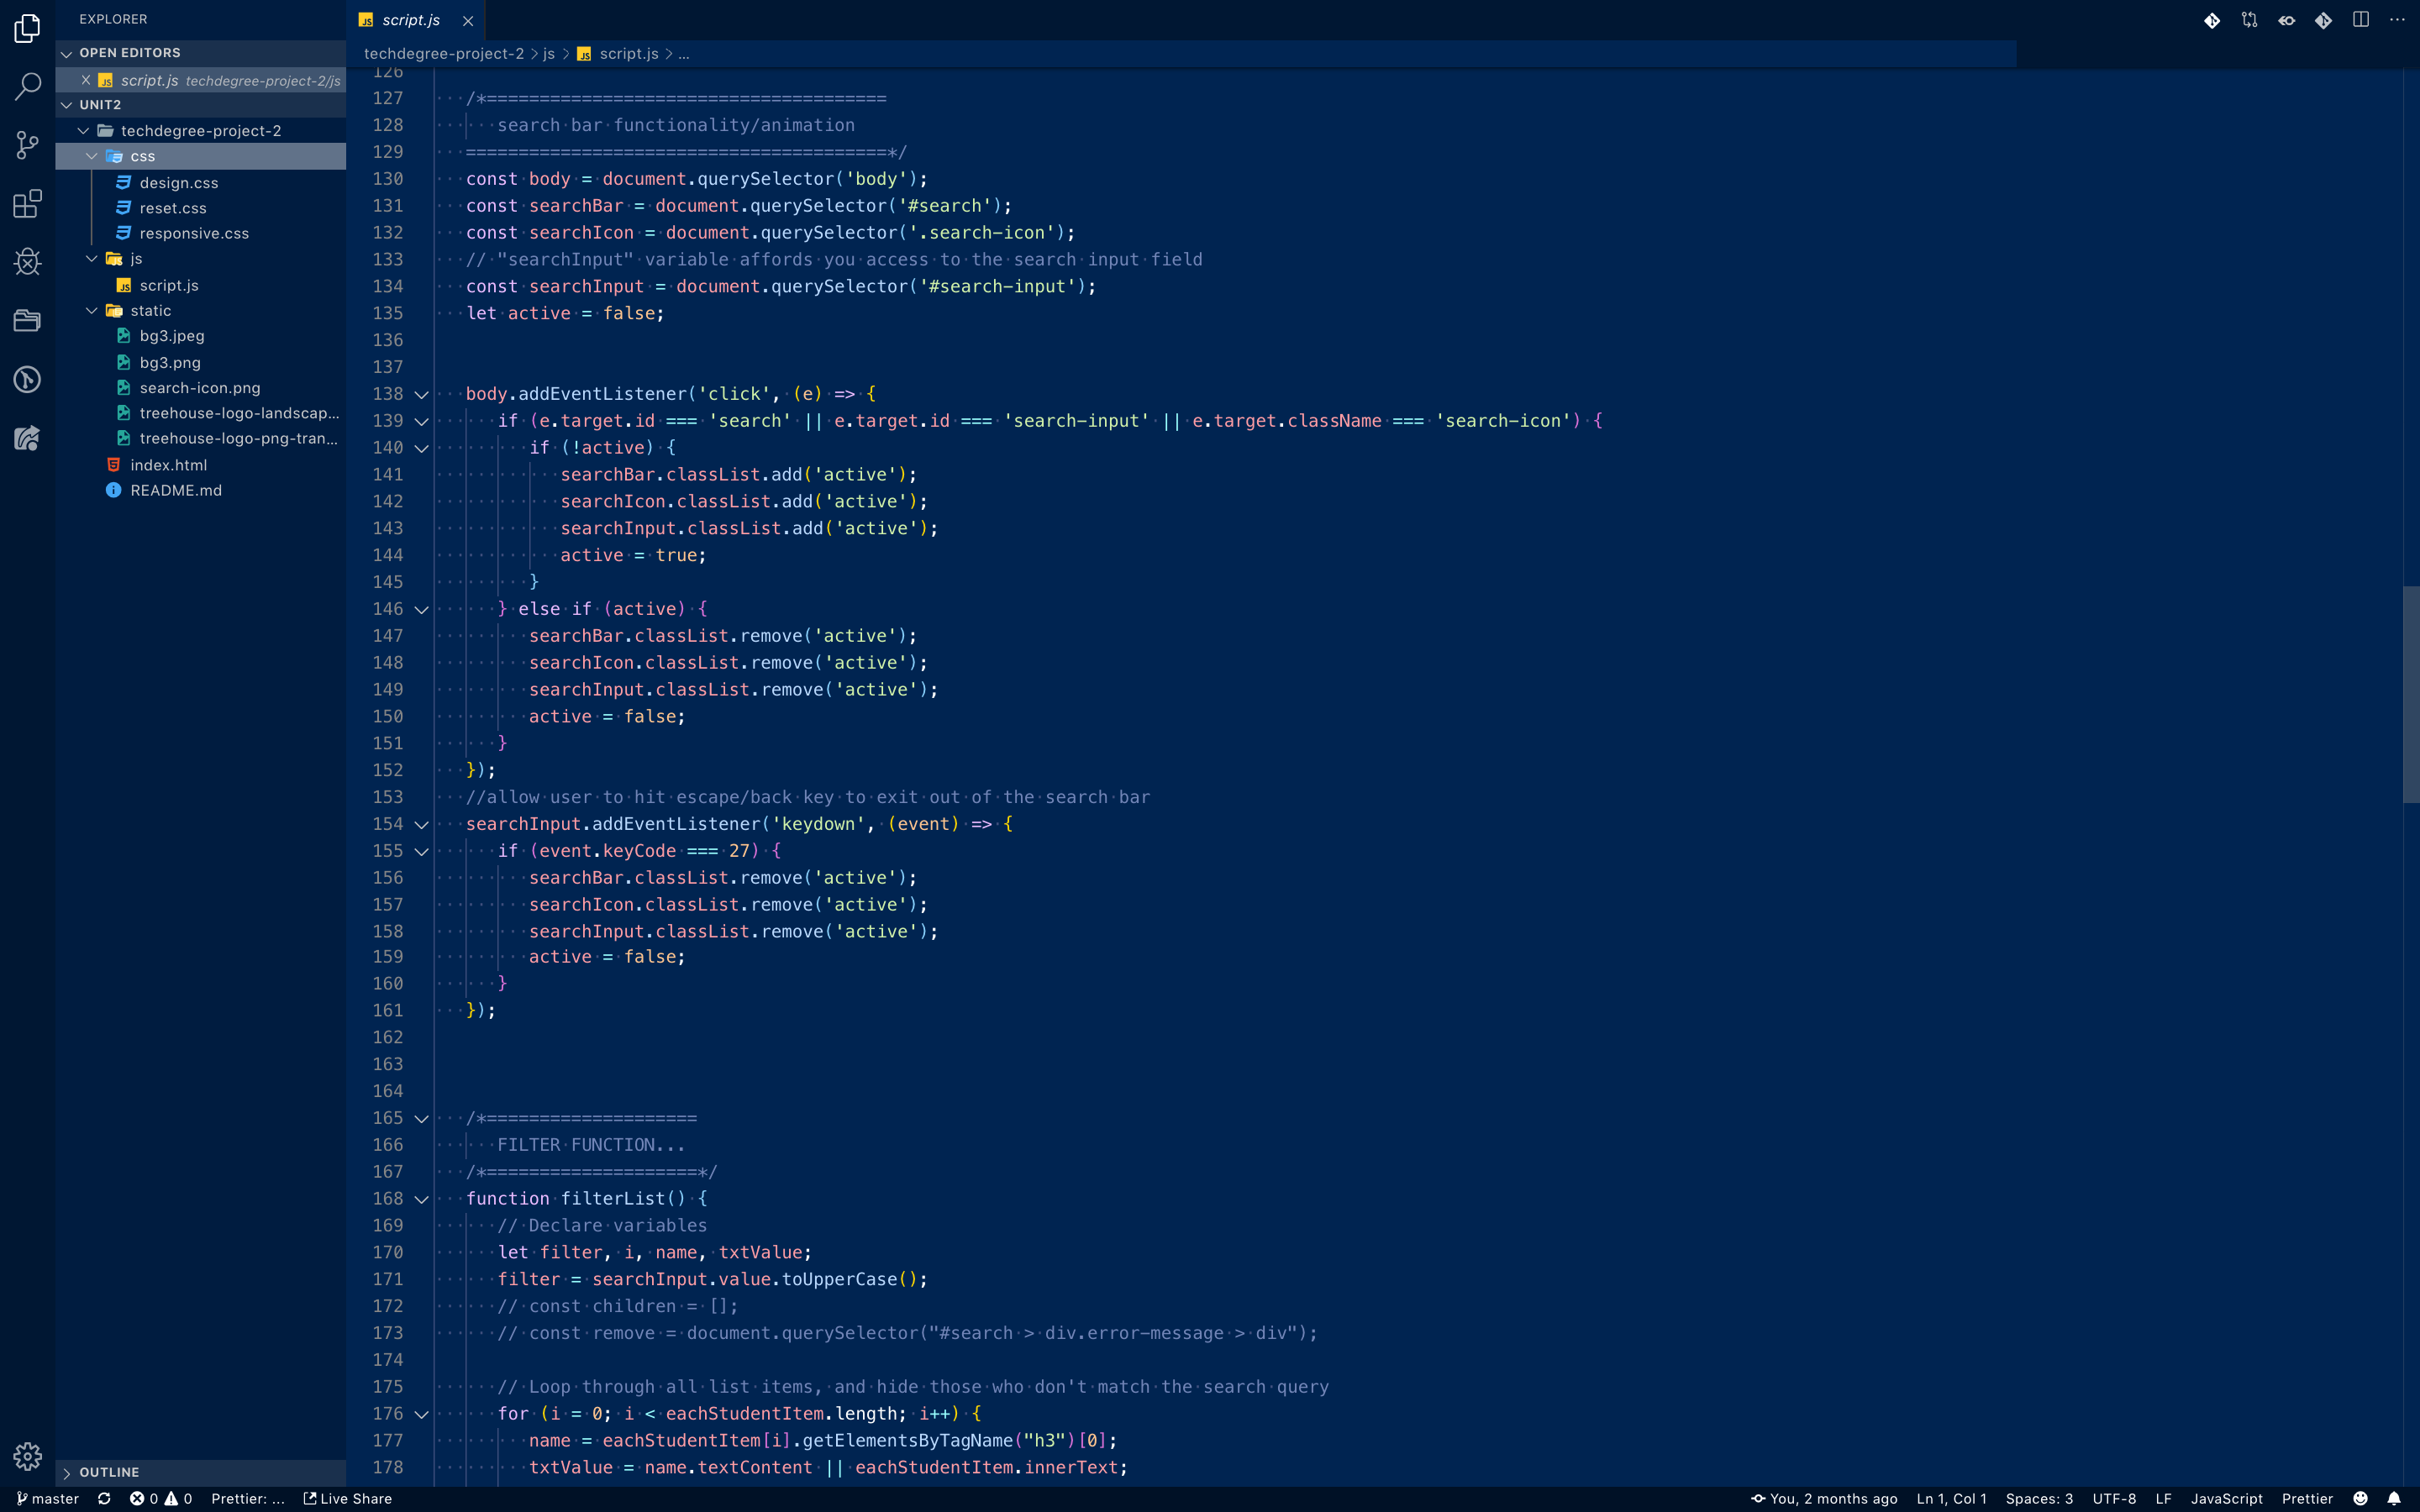 EXPLORER
OPEN EDITORS
script.js techdegree-project-2/js
UNIT2
techdegree-project-2
css
design.css
reset.css
responsive.css
js
script.js
static
bg3.jpeg
bg3.png
search-icon.png
treehouse-logo-landscap...
treehouse-logo-png-tran...
index.html
README.md
OUTLINE
script.js
techdegree-project-2 > js > script.js > ...
126
127 /*======================================
128 search bar functionality/animation
129 ========================================*/
130 const body = document.querySelector('body');
131 const searchBar = document.querySelector('#search');
132 const searchIcon = document.querySelector('.search-icon');
133 // "searchInput" variable affords you access to the search input field
134 const searchInput = document.querySelector('#search-input');
135 let active = false;
136
137
138 body.addEventListener('click', (e) => {
139 if (e.target.id === 'search' || e.target.id === 'search-input' || e.target.className === 'search-icon') {
140 if (!active) {
141 searchBar.classList.add('active');
142 searchIcon.classList.add('active');
143 searchInput.classList.add('active');
144 active = true;
145 }
146 } else if (active) {
147 searchBar.classList.remove('active');
148 searchIcon.classList.remove('active');
149 searchInput.classList.remove('active');
150 active = false;
151 }
152 });
153 //allow user to hit escape/back key to exit out of the search bar
154 searchInput.addEventListener('keydown', (event) => {
155 if (event.keyCode === 27) {
156 searchBar.classList.remove('active');
157 searchIcon.classList.remove('active');
158 searchInput.classList.remove('active');
159 active = false;
160 }
161 });
162
163
164
165 /*====================
166 FILTER FUNCTION...
167 /*====================*/
168 function filterList() {
169 // Declare variables
170 let filter, i, name, txtValue;
171 filter = searchInput.value.toUpperCase();
172 // const children = [];
173 // const remove = document.querySelector("#search > div.error-message > div");
174
175 // Loop through all list items, and hide those who don't match the search query
176 for (i = 0; i < eachStudentItem.length; i++) {
177 name = eachStudentItem[i].getElementsByTagName("h3")[0];
178 txtValue = name.textContent || eachStudentItem.innerText;
master 0 0 Prettier: ... Live Share You, 2 months ago Ln 1, Col 1 Spaces: 3 UTF-8 LF JavaScript Prettier